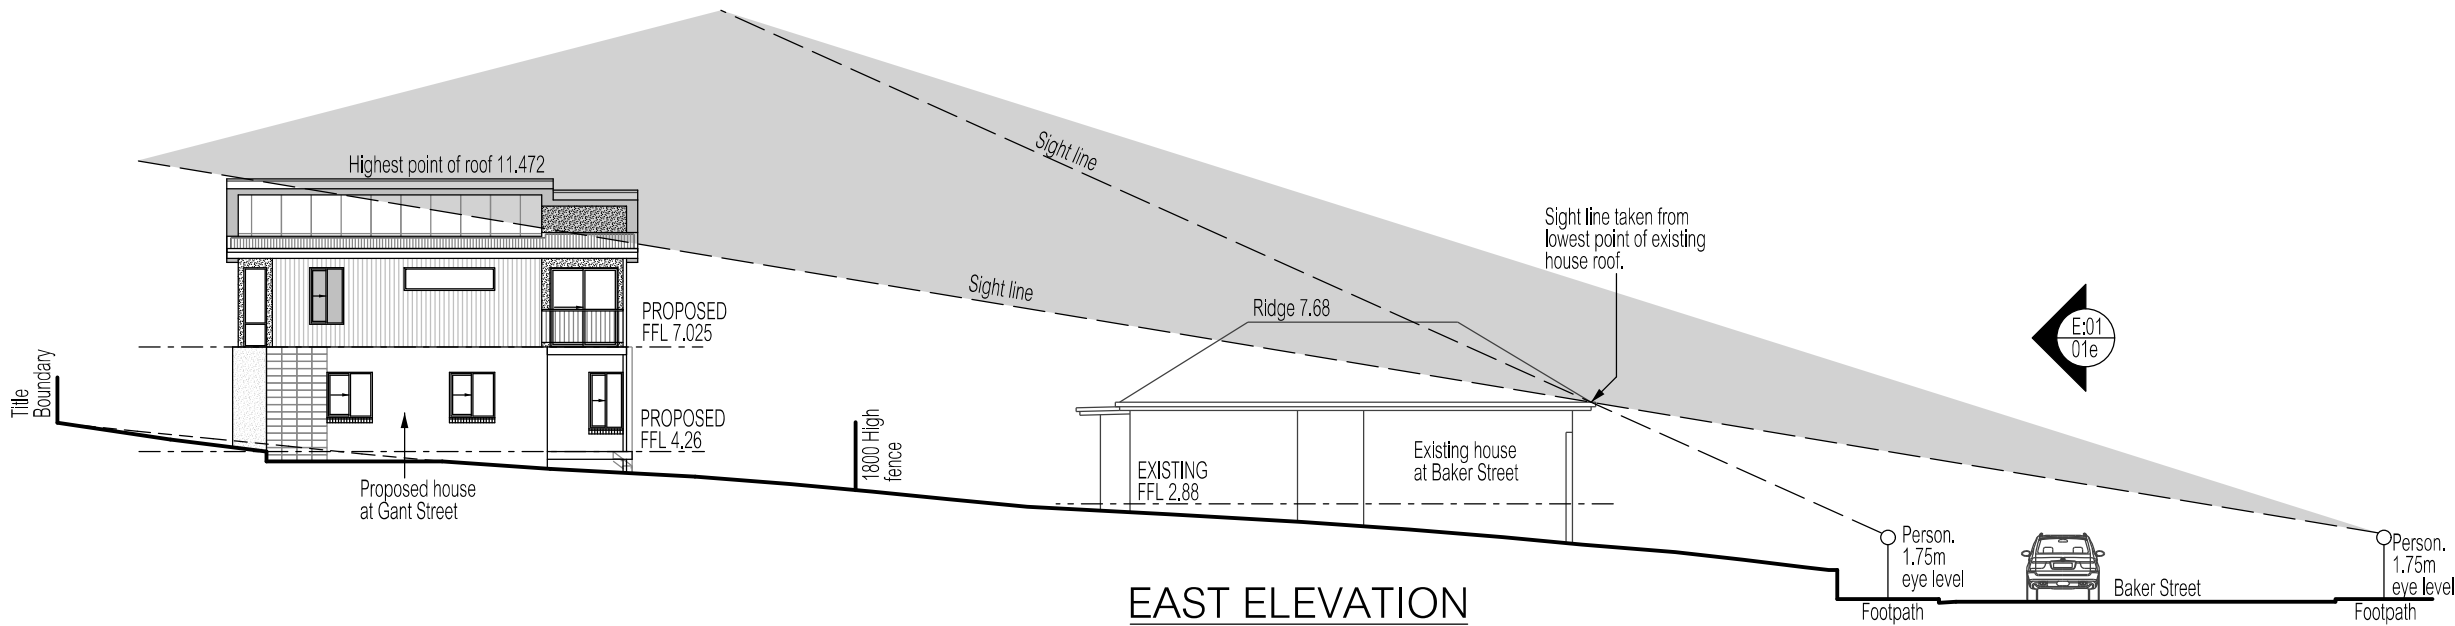 Sight line
Highest point of roof 11.472
Sight line taken from
lowest point of existing
house roof.
Sight line
Ridge 7.68
PROPOSED
FFL 7.025
E:01
01e
Title
Boundary
PROPOSED
FFL 4.26
1800 High
fence
Existing house
at Baker Street
EXISTING
FFL 2.88
Proposed house
at Gant Street
Person.
1.75m
eye level
Person.
1.75m
eye level
Baker Street
Footpath
Footpath
EAST ELEVATION